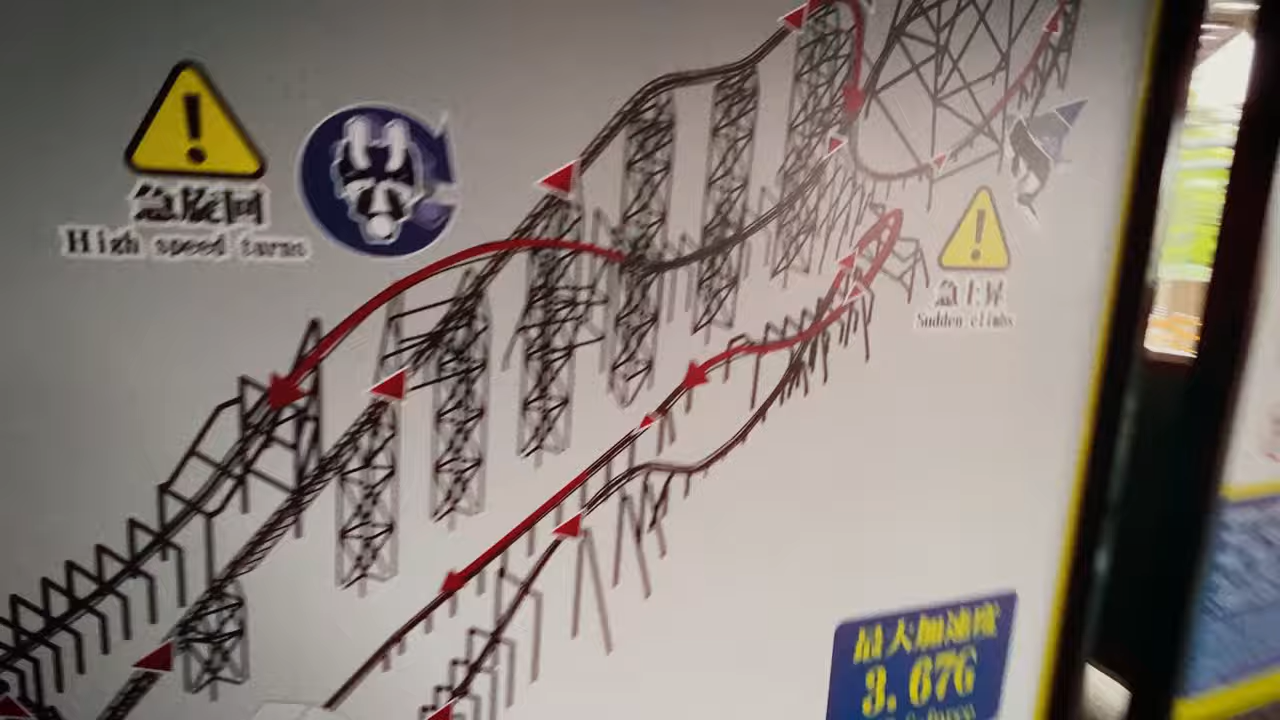 急旋回
High speed turns
急上昇
Sudden climbs
最大加速度
3.67G